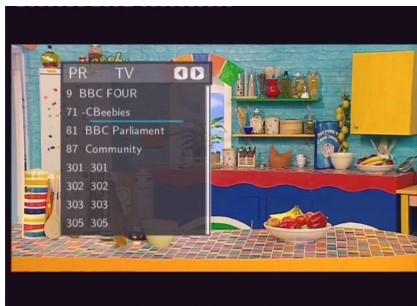 PR TV
9 BBC FOUR
71 -CBeebies
81 BBC Parliament
87 Community
301 301
302 302
303 303
305 305